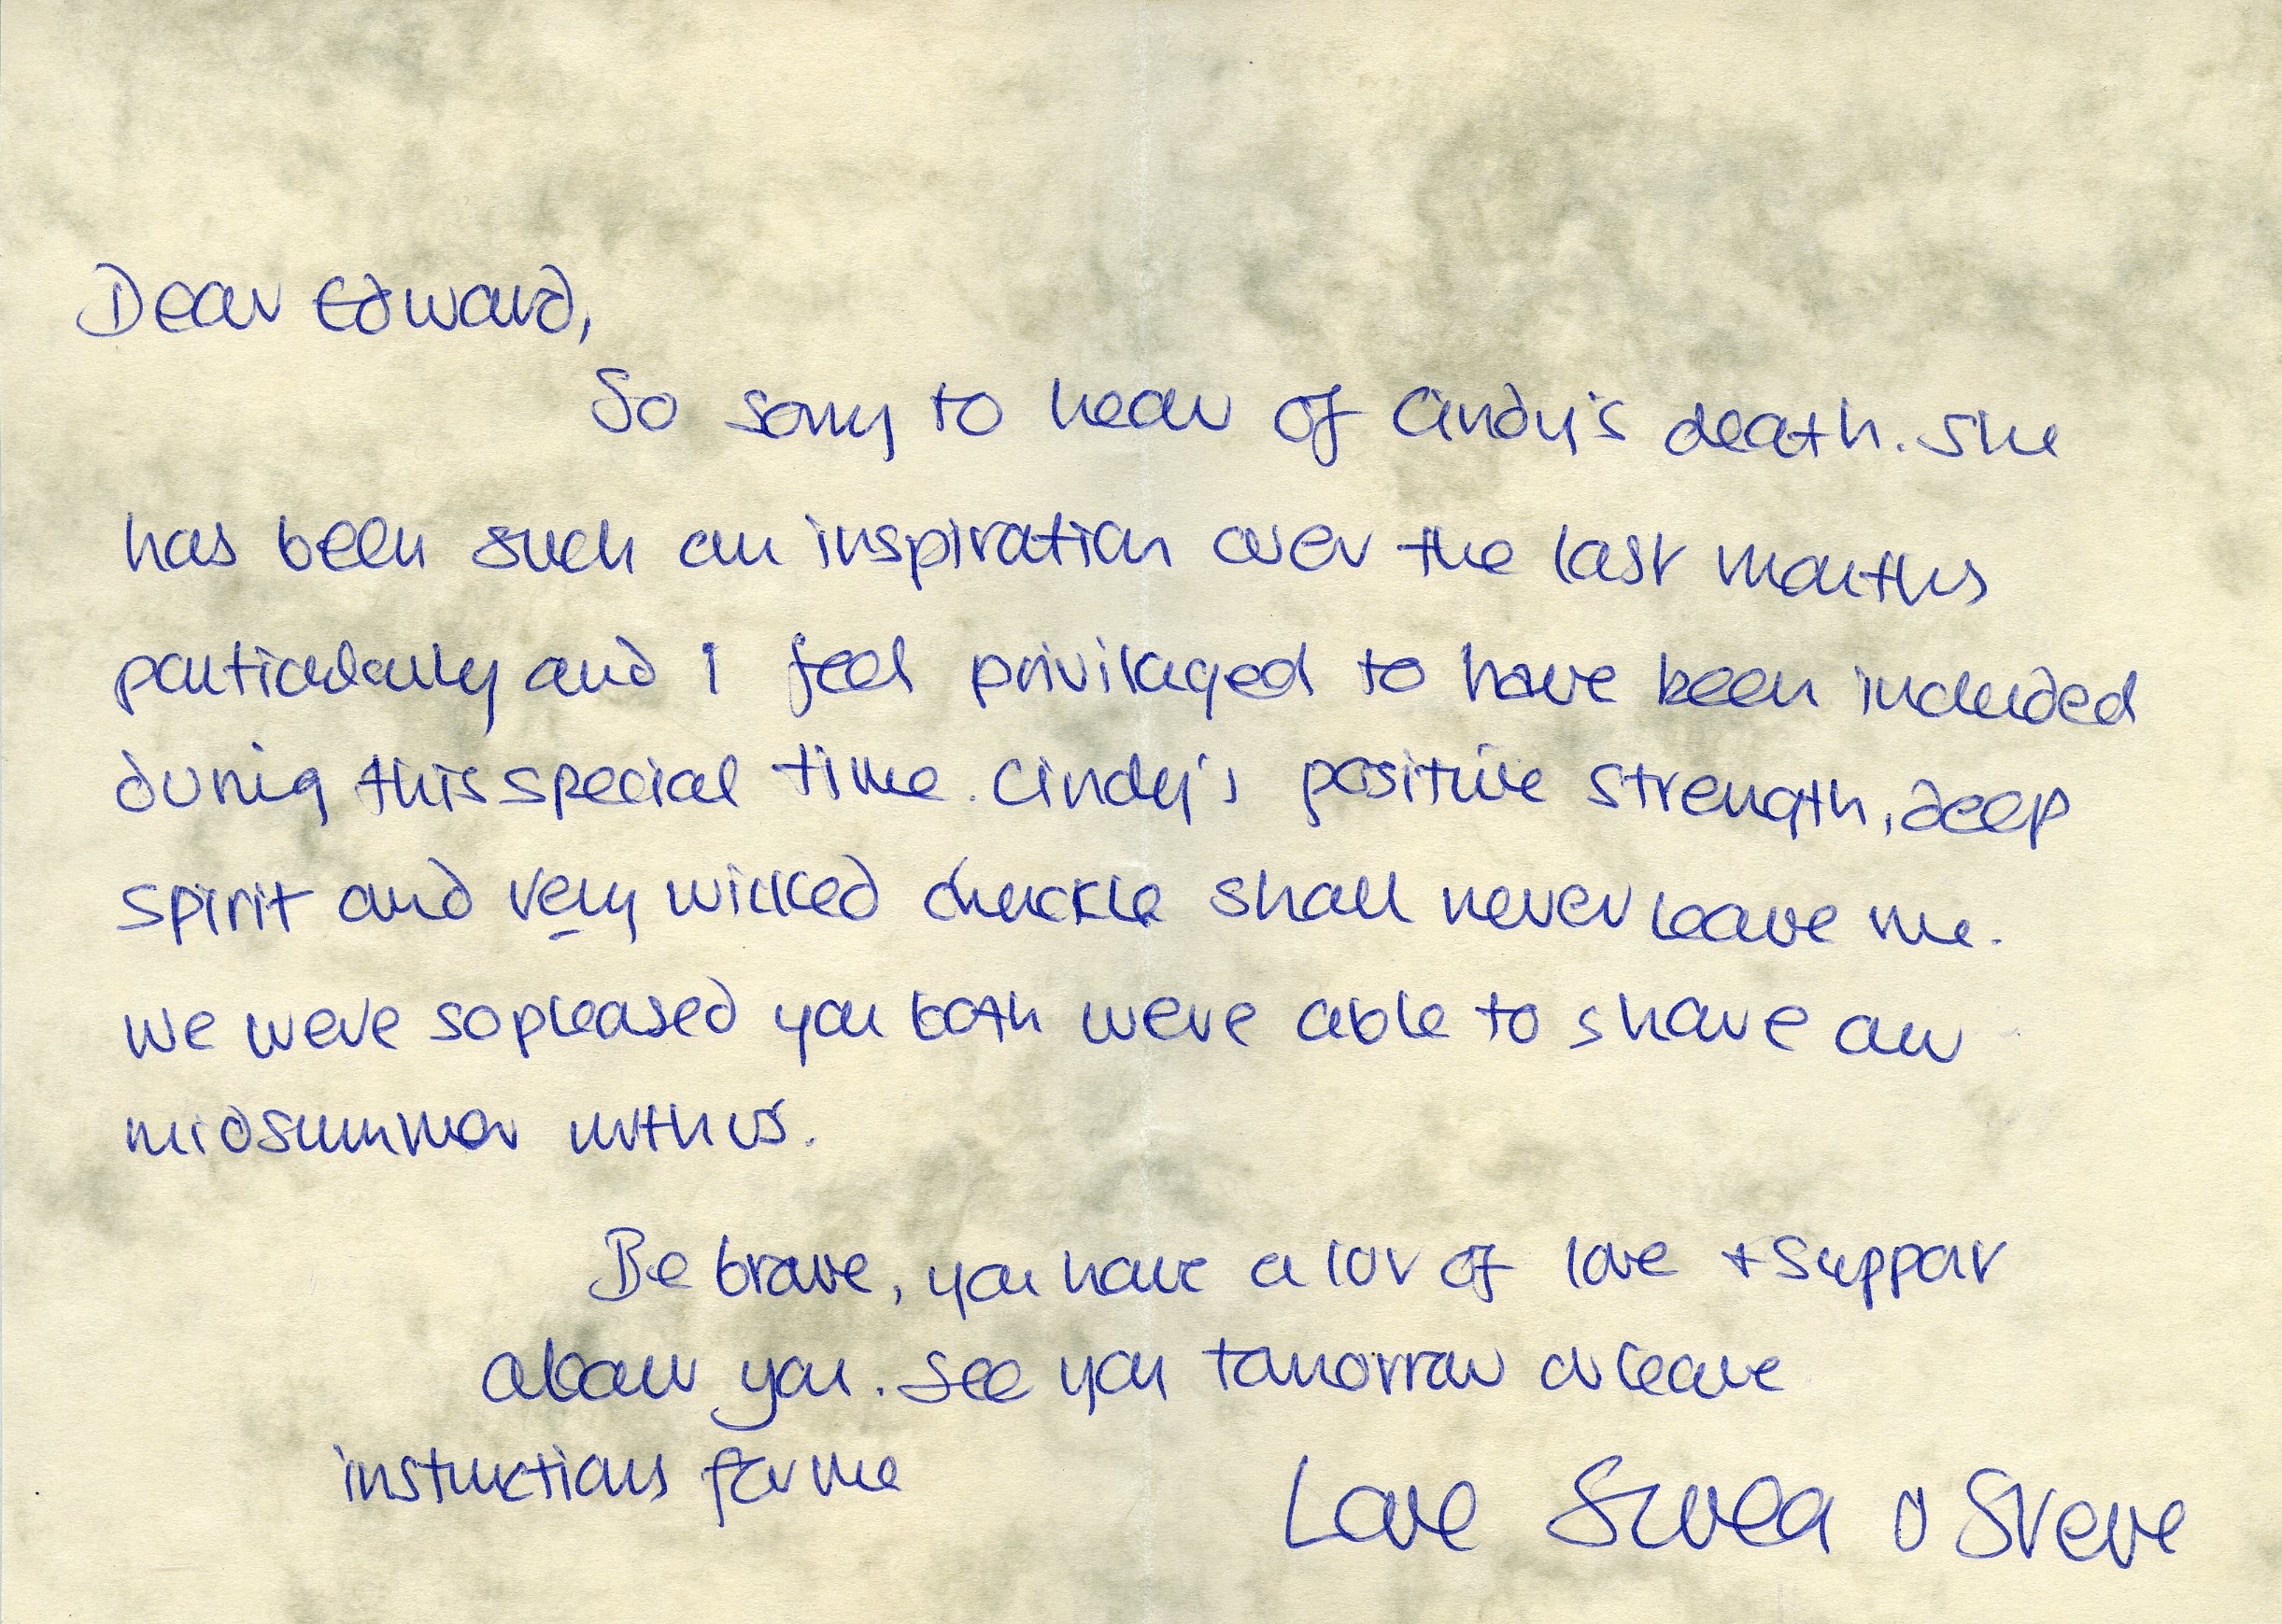 Dear Edward,
So sorry to hear of Cindy's death. She
has been such an inspiration over the last months
particularly and I feel privilaged to have been included
during this special time. Cindy's positive strength, deep
spirit and very wicked chuckle shall never leave me.
We were so pleased you both were able to share our
midsummer with us.
Be brave, you have a lot of love + support
about you. See you tomorrow or leave
instructions for me
Love Svea & Steve